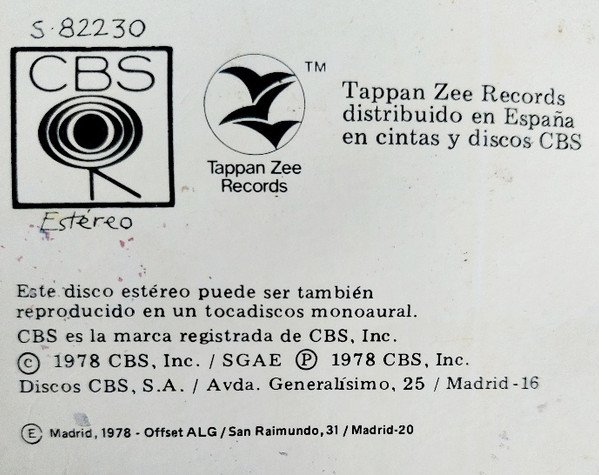 S 82230
CBS
Estéreo
TM
Tappan Zee
Records
Tappan Zee Records
distribuido en España
en cintas y discos CBS
Este disco estéreo puede ser también
reproducido en un tocadiscos monoaural.
CBS es la marca registrada de CBS, Inc.
© 1978 CBS, Inc. / SGAE ℗ 1978 CBS, Inc.
Discos CBS, S.A. / Avda. Generalísimo, 25 / Madrid-16
Ⓔ Madrid, 1978 - Offset ALG / San Raimundo, 31 / Madrid-20